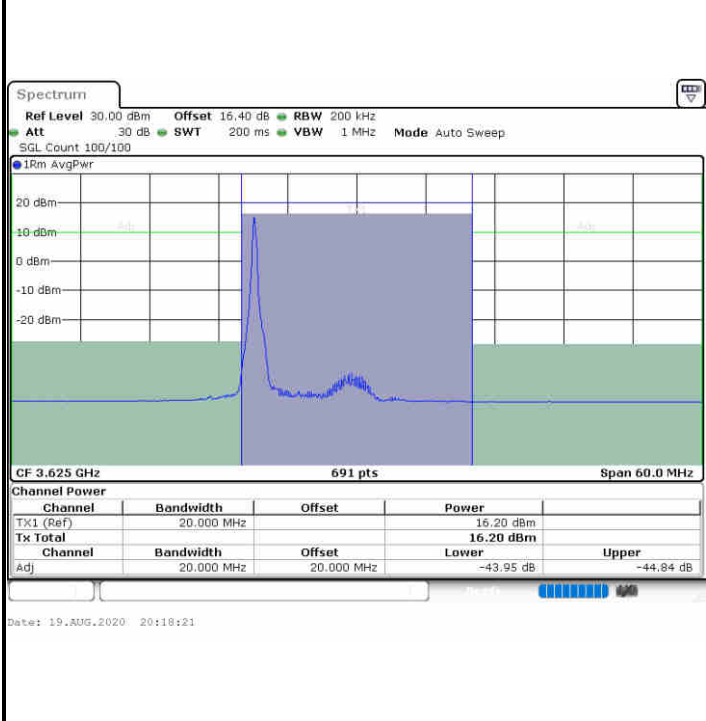 Spectrum
Ref Level 30.00 dBm Offset 16.40 dB RBW 200 kHz
Att 30 dB SWT 200 ms VBW 1 MHz Mode Auto Sweep
SGL Count 100/100
1Rm AvgPwr
20 dBm
Adj Adj
10 dBm
0 dBm
-10 dBm
-20 dBm
CF 3.625 GHz 691 pts Span 60.0 MHz
Channel Power
Channel Bandwidth Offset Power
TX1 (Ref) 20.000 MHz 16.20 dBm
Tx Total 16.20 dBm
Channel Bandwidth Offset Lower Upper
Adj 20.000 MHz 20.000 MHz -43.95 dB -44.84 dB
Date: 19.AUG.2020 20:18:21